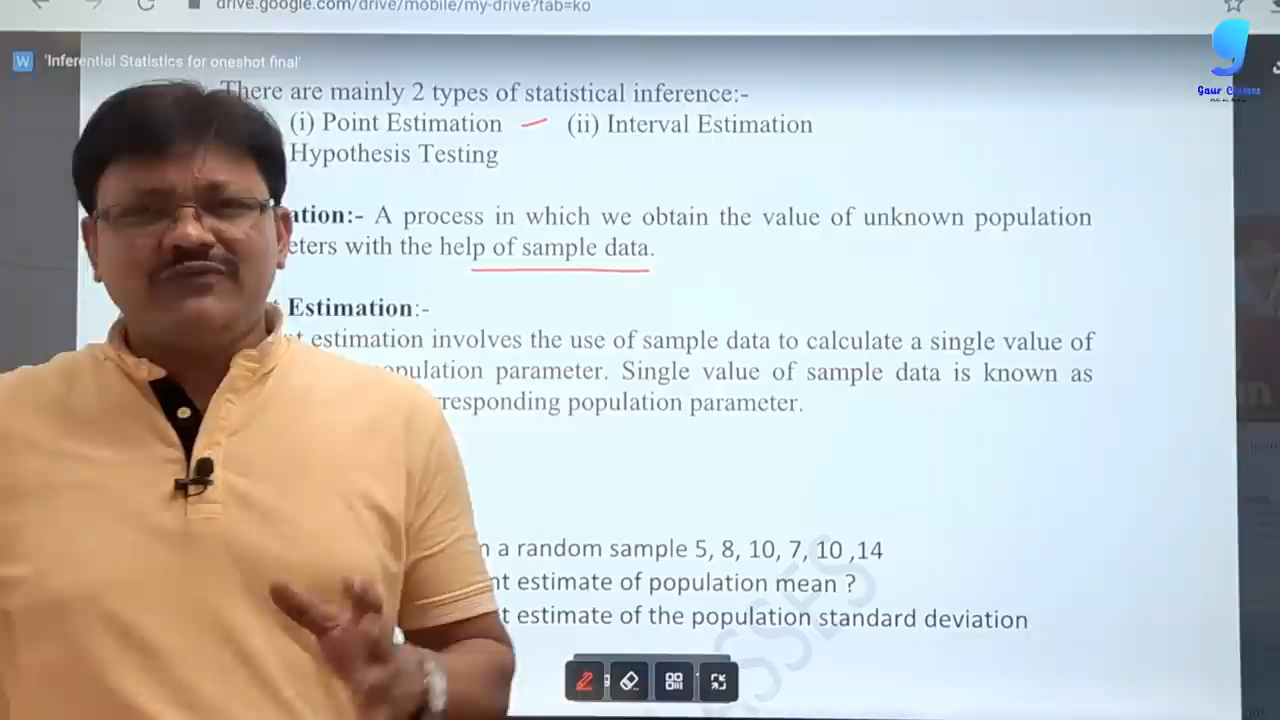 drive.google.com/drive/mobile/my-drive?tab=ko
W 'Inferential Statistics for oneshot final'
There are mainly 2 types of statistical inference:-
(i) Point Estimation (ii) Interval Estimation
Hypothesis Testing
ation:- A process in which we obtain the value of unknown population
eters with the help of sample data.
Estimation:-
estimation involves the use of sample data to calculate a single value of
opulation parameter. Single value of sample data is known as
rresponding population parameter.
a random sample 5, 8, 10, 7, 10 ,14
nt estimate of population mean ?
t estimate of the population standard deviation
SSES
g
Gaur Classes